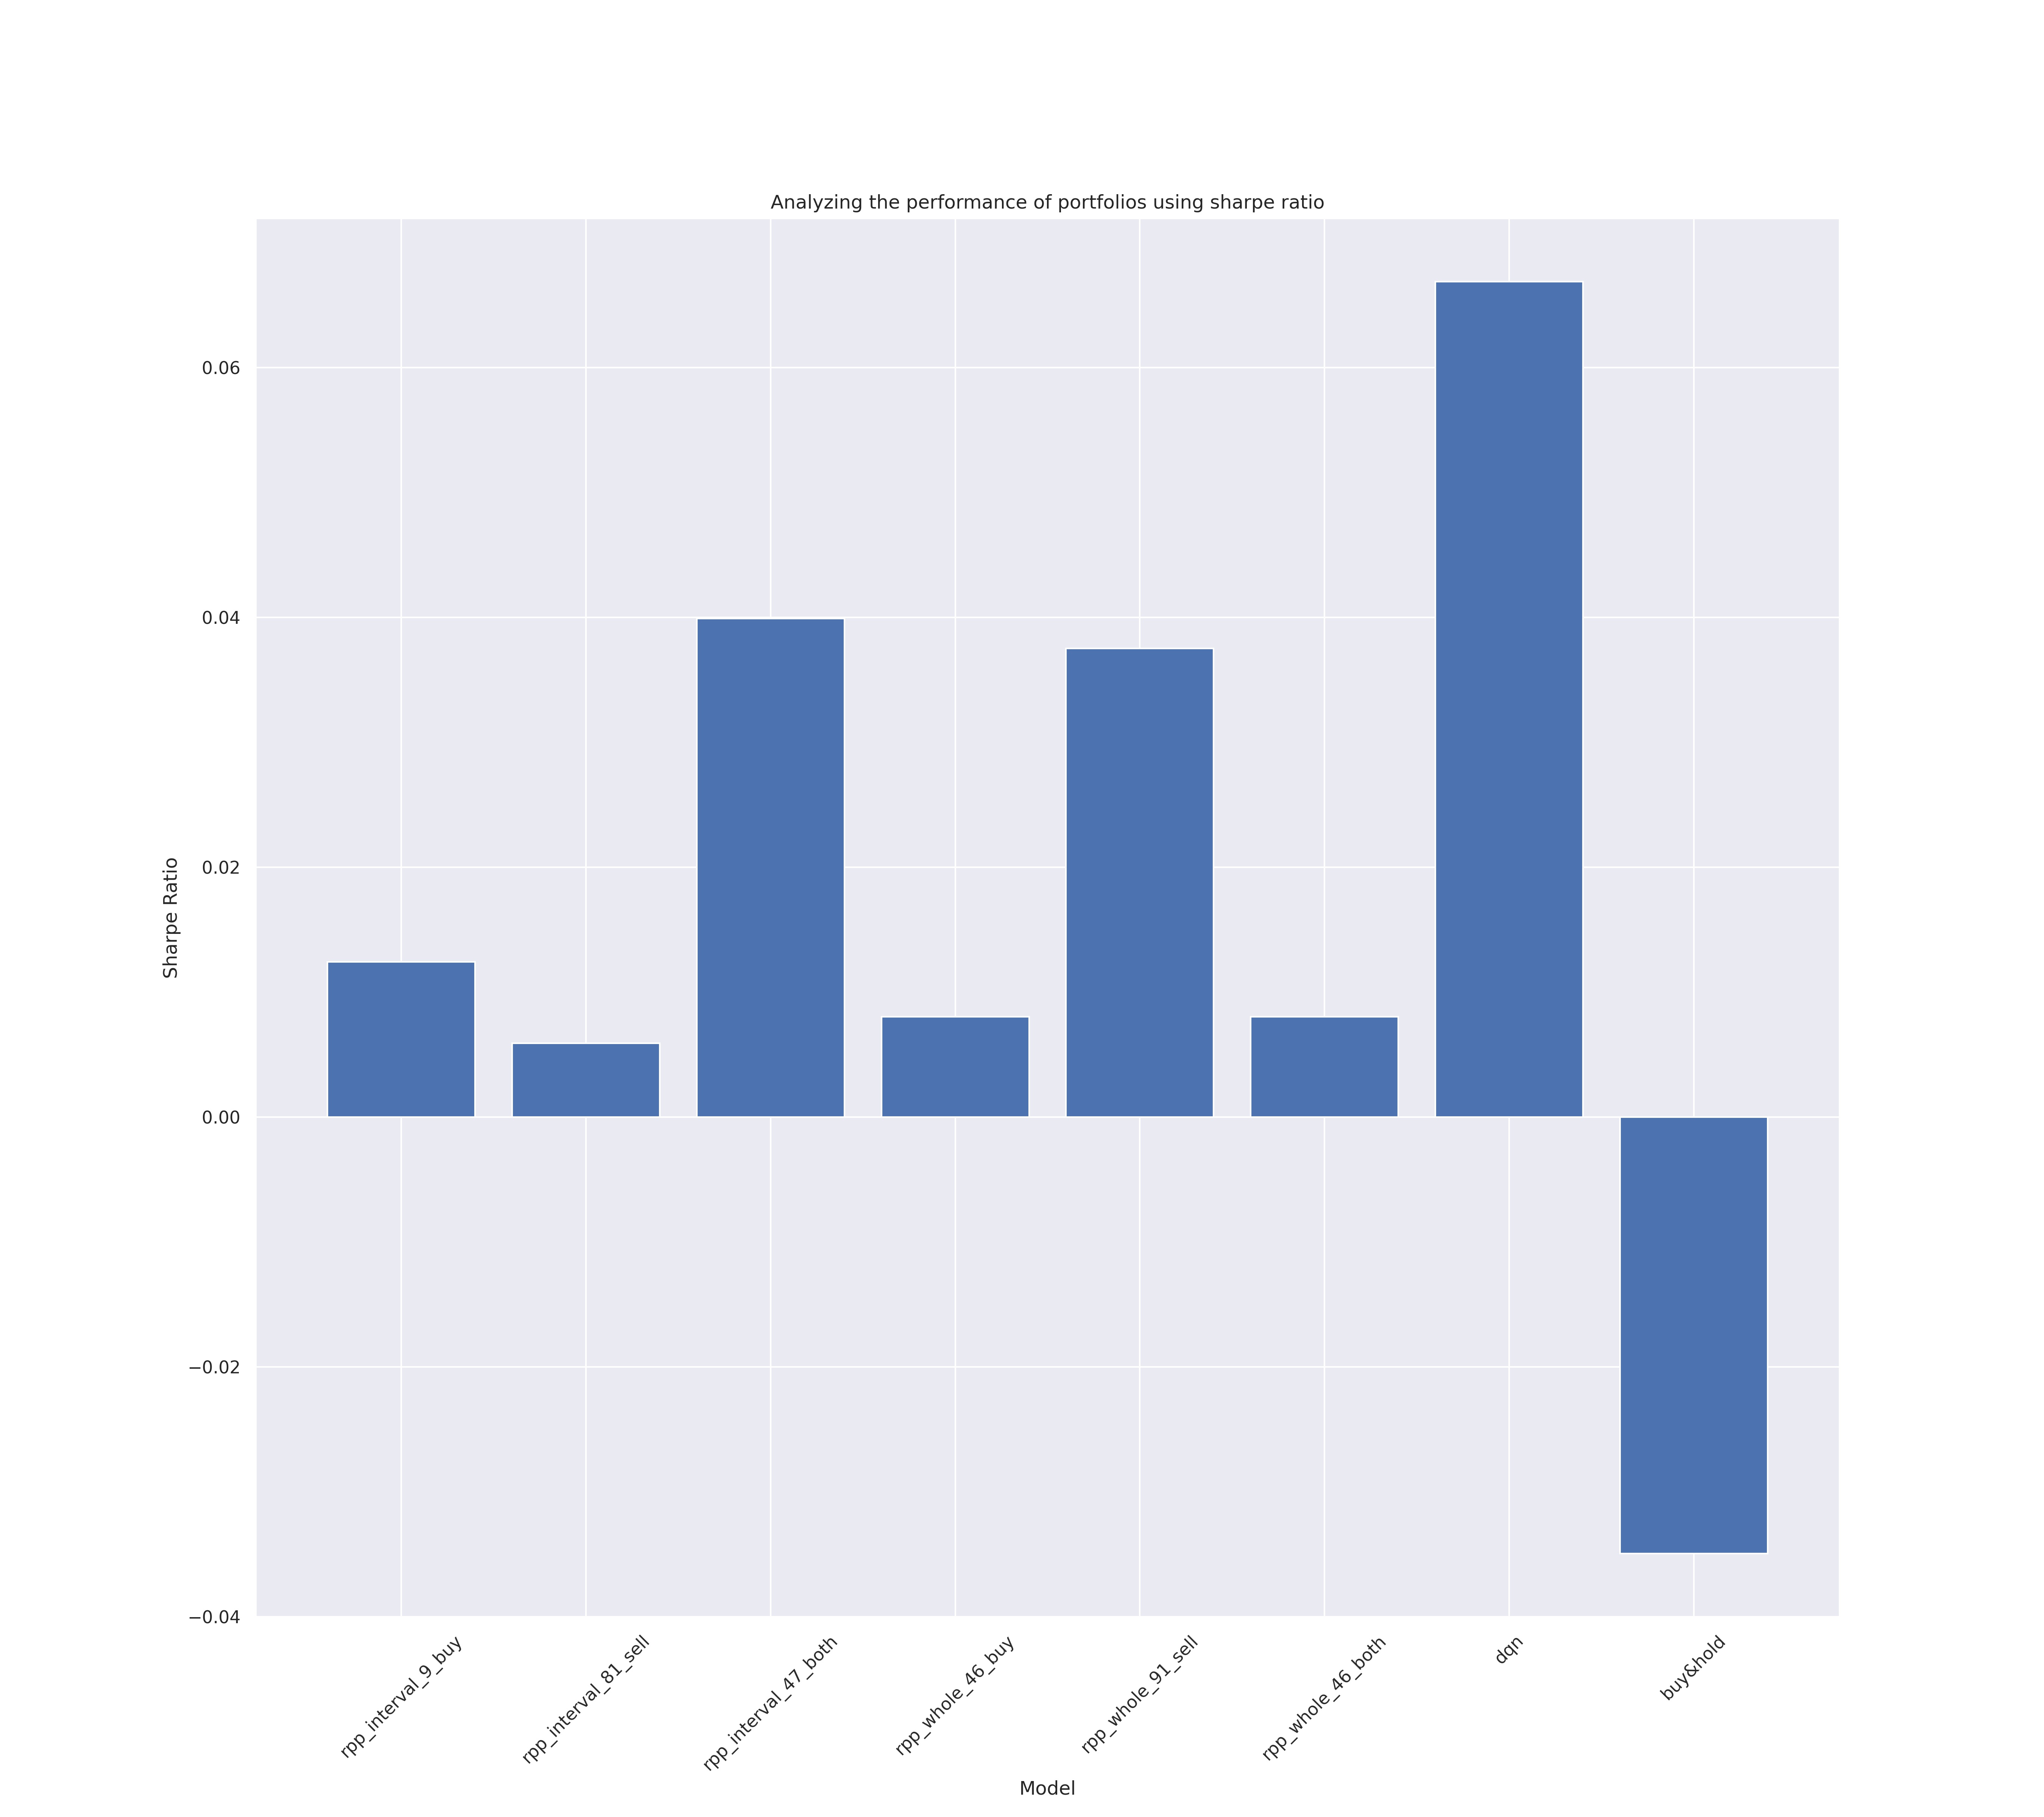 Analyzing the performance of portfolios using sharpe ratio
0.06
0.04
0.02
0.00
−0.02
−0.04
Sharpe Ratio
rpp_interval_9_buy
rpp_interval_81_sell
rpp_interval_47_both
rpp_whole_46_buy
rpp_whole_91_sell
rpp_whole_46_both
dqn
buy&hold
Model